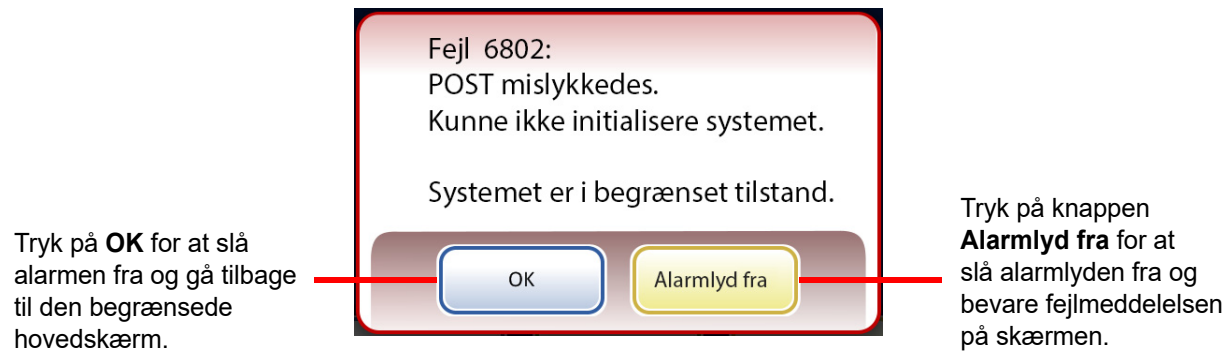 Fejl 6802:
POST mislykkedes.
Kunne ikke initialisere systemet.
Systemet er i begrænset tilstand.
OK
Alarmlyd fra
Tryk på OK for at slå
alarmen fra og gå tilbage
til den begrænsede
hovedskærm.
Tryk på knappen
Alarmlyd fra for at
slå alarmlyden fra og
bevare fejlmeddelelsen
på skærmen.